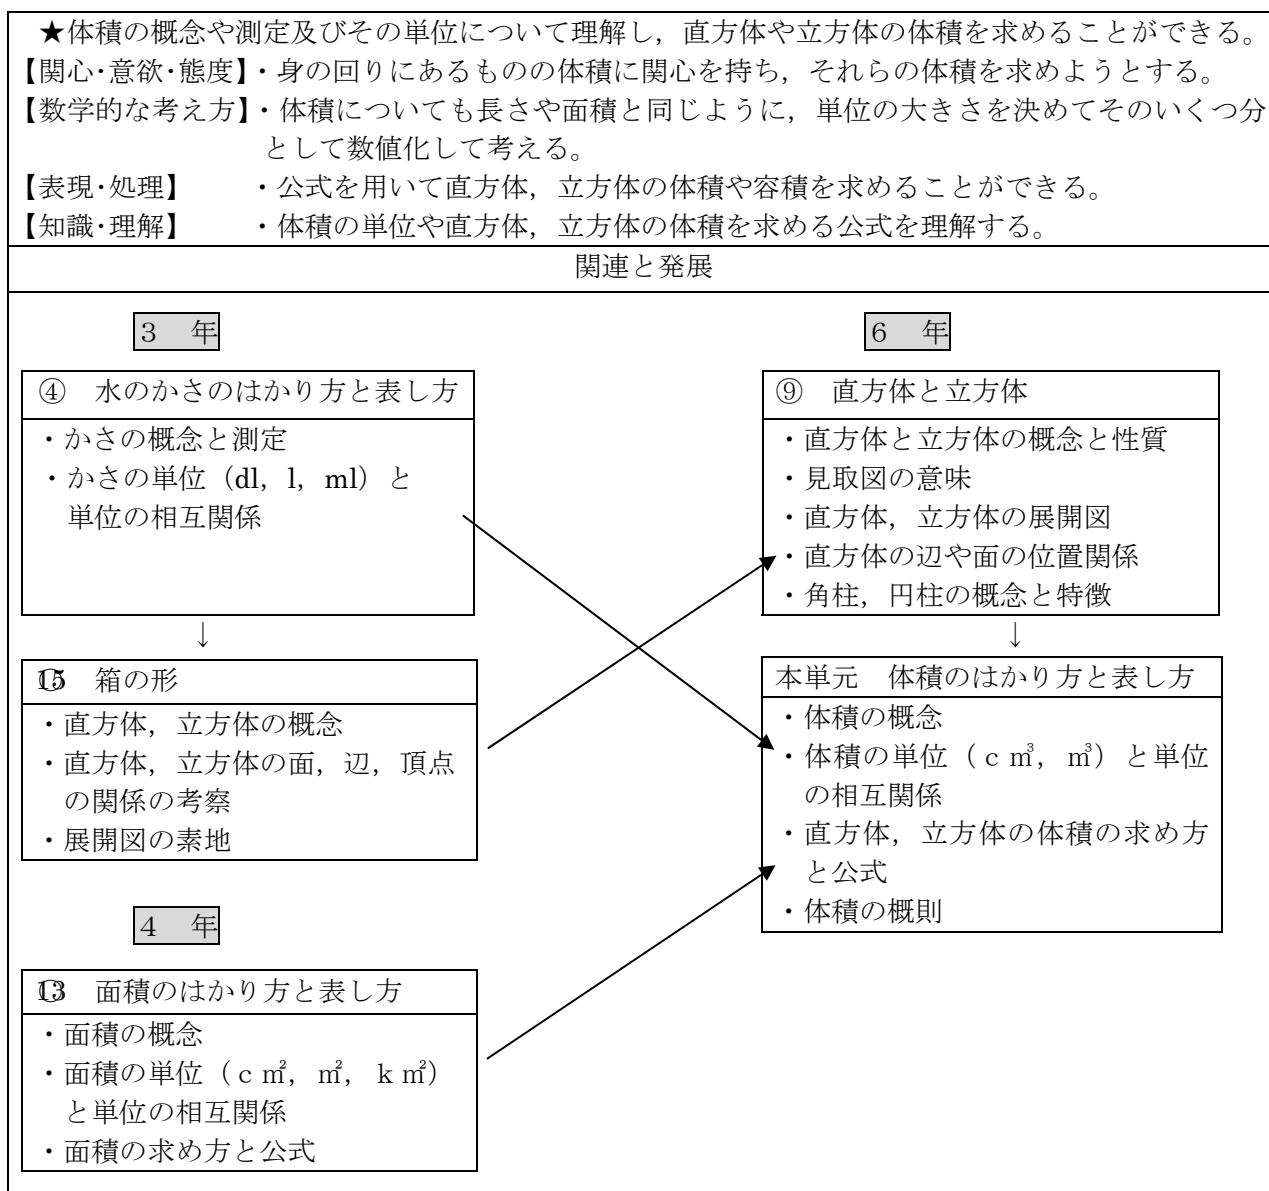 ★体積の概念や測定及びその単位について理解し，直方体や立方体の体積を求めることができる。
【関心・意欲・態度】・身の回りにあるものの体積に関心を持ち，それらの体積を求めようとする。
【数学的な考え方】・体積についても長さや面積と同じように，単位の大きさを決めてそのいくつ分
として数値化して考える。
【表現・処理】　・公式を用いて直方体，立方体の体積や容積を求めることができる。
【知識・理解】　・体積の単位や直方体，立方体の体積を求める公式を理解する。
関連と発展
３　年
④　水のかさのはかり方と表し方
・かさの概念と測定
・かさの単位（dl，l，ml）と
単位の相互関係
↓
⑮　箱の形
・直方体，立方体の概念
・直方体，立方体の面，辺，頂点
の関係の考察
・展開図の素地
４　年
⑬　面積のはかり方と表し方
・面積の概念
・面積の単位（ｃ㎡，㎡，ｋ㎡）
と単位の相互関係
・面積の求め方と公式
６　年
⑨　直方体と立方体
・直方体と立方体の概念と性質
・見取図の意味
・直方体，立方体の展開図
・直方体の辺や面の位置関係
・角柱，円柱の概念と特徴
↓
本単元　体積のはかり方と表し方
・体積の概念
・体積の単位（ｃ㎥，㎥）と単位
の相互関係
・直方体，立方体の体積の求め方
と公式
・体積の概則